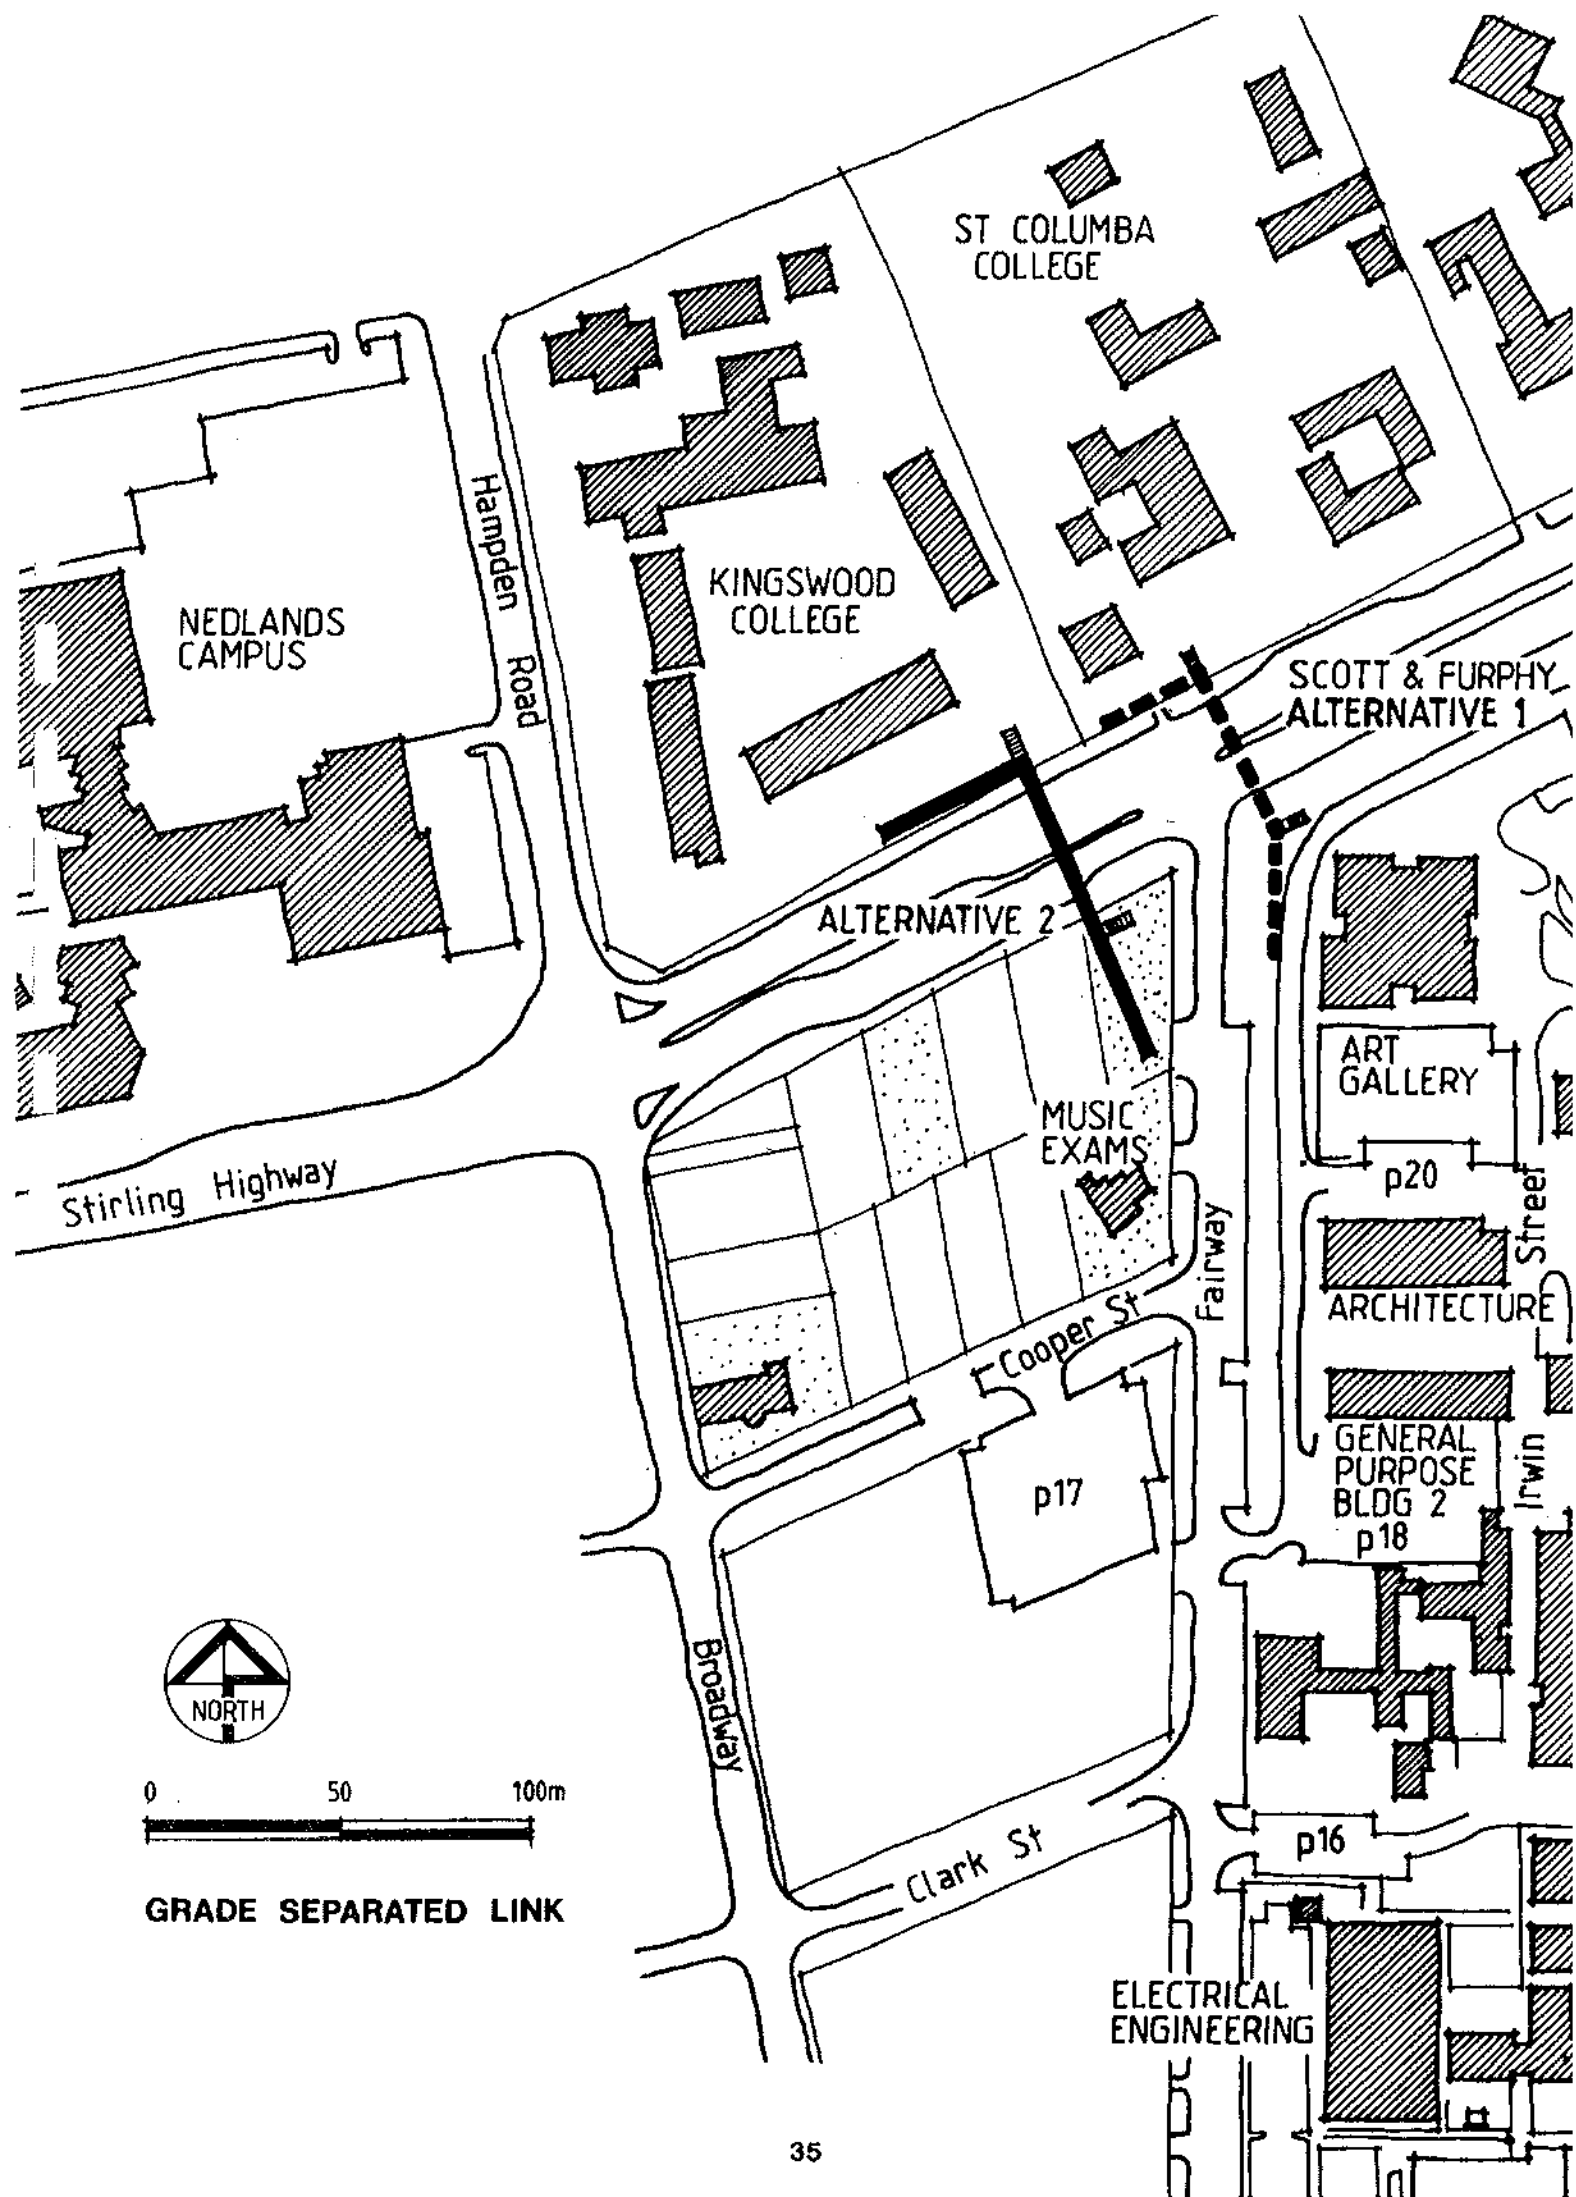 ST COLUMBA
COLLEGE
Hampden Road
KINGSWOOD
COLLEGE
NEDLANDS
CAMPUS
SCOTT & FURPHY
ALTERNATIVE 1
ALTERNATIVE 2
ART
GALLERY
MUSIC
EXAMS
p20
Stirling Highway
Fairway
Irwin Street
ARCHITECTURE
Cooper St
GENERAL
PURPOSE
BLDG 2
p18
p17
Broadway
NORTH
0 50 100m
p16
Clark St
GRADE SEPARATED LINK
ELECTRICAL
ENGINEERING
35